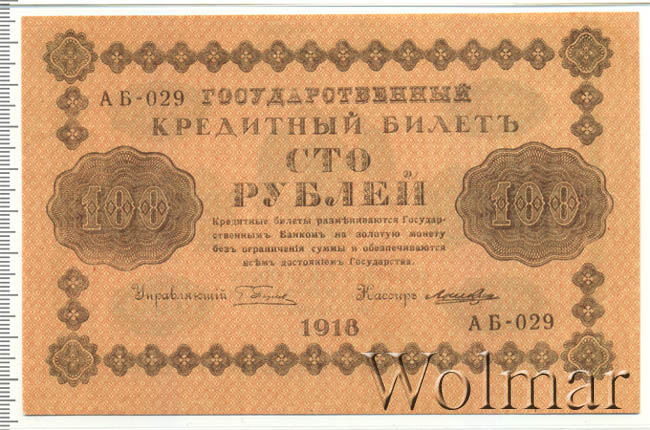 АБ-029 ГОСУДАРСТВЕННЫЙ
КРЕДИТНЫЙ БИЛЕТЪ
СТО
РУБЛЕЙ
100
100
Кредитные билеты размѣниваются Государ-
ственнымъ Банкомъ на золотую монету
безъ ограниченія суммы и обезпечиваются
всѣмъ достояніемъ Государства.
Управляющій
Кассиръ
1918
АБ-029
Wolmar